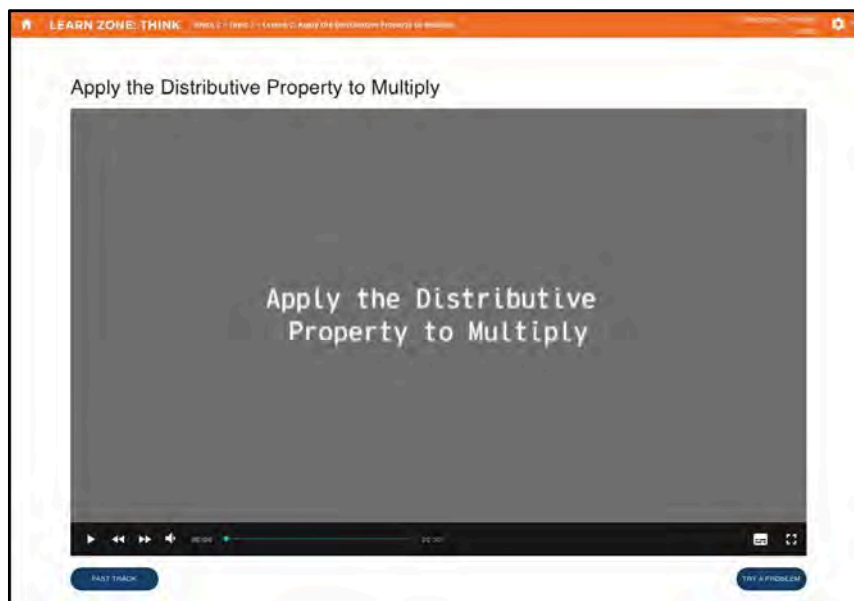 LEARN ZONE: THINK
Apply the Distributive Property to Multiply
Apply the Distributive
Property to Multiply
FAST TRACK
TRY A PROBLEM